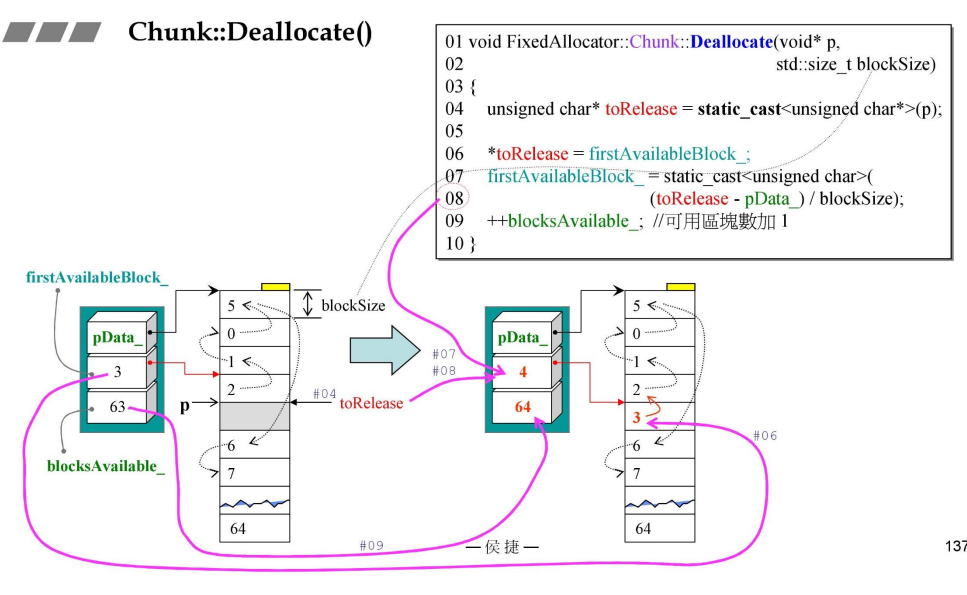 Chunk::Deallocate()
01 void FixedAllocator::Chunk::Deallocate(void* p,
02 std::size_t blockSize)
03 {
04 unsigned char* toRelease = static_cast<unsigned char*>(p);
05
06 *toRelease = firstAvailableBlock_;
07 firstAvailableBlock_ = static_cast<unsigned char>(
08 (toRelease - pData_) / blockSize);
09 ++blocksAvailable_; //可用區塊數加 1
10 }
firstAvailableBlock_
pData_
3
63
blocksAvailable_
p
5
0
1
2
6
7
64
blockSize
#04
toRelease
#07
#08
#09
pData_
4
64
5
0
1
2
3
6
7
64
#06
— 侯捷 —
137